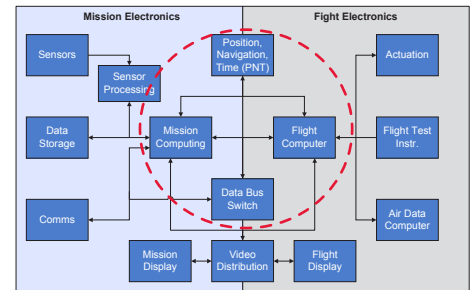 Mission Electronics
Fight Electronics
Sensors
Sensor
Processing
Position,
Navigation,
Time (PNT)
Actuation
Data
Storage
Mission
Computing
Flight
Computer
Flight Test
Instr.
Comms
Data Bus
Switch
Air Data
Computer
Mission
Display
Video
Distribution
Flight
Display